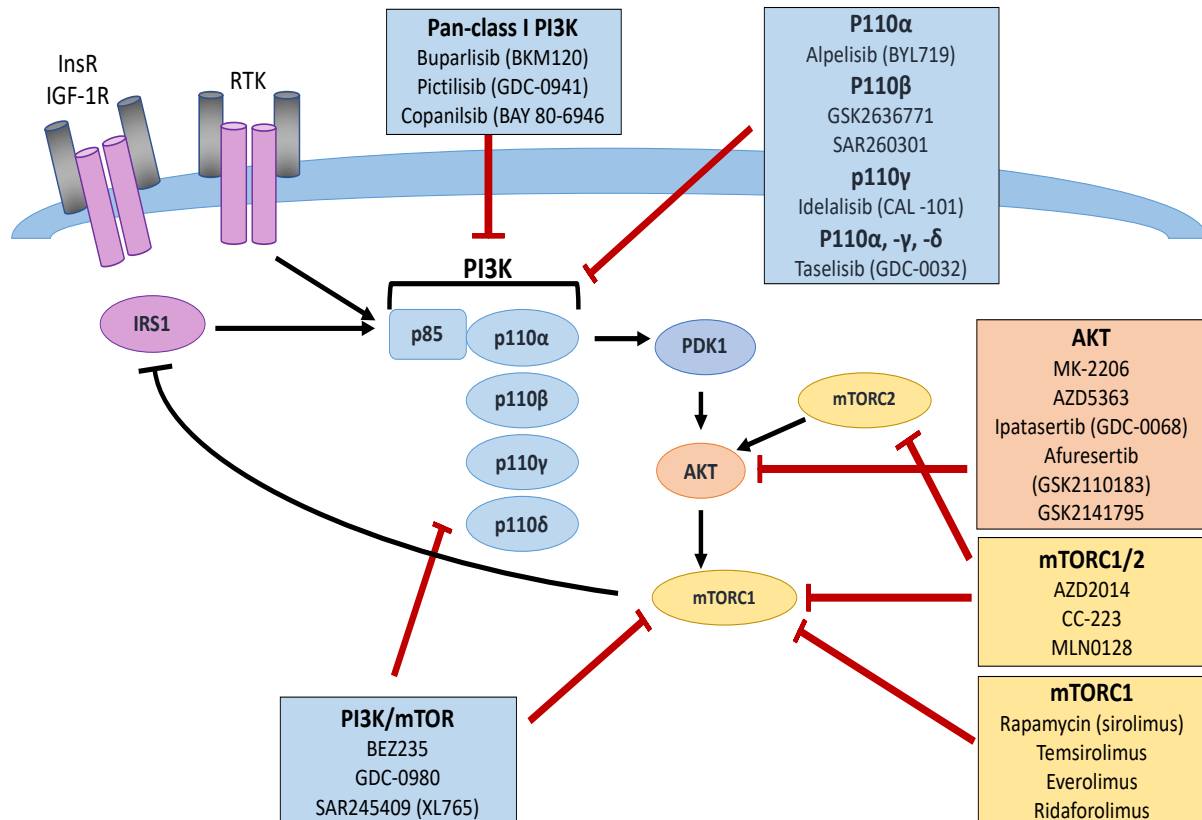 Pan-class I PI3K
Buparlisib (BKM120)
Pictilisib (GDC-0941)
Copanilsib (BAY 80-6946
P110α
Alpelisib (BYL719)
P110β
GSK2636771
SAR260301
p110γ
Idelalisib (CAL -101)
P110α, -γ, -δ
Taselisib (GDC-0032)
InsR
IGF-1R
RTK
PI3K
IRS1
p85
p110α
p110β
p110γ
p110δ
PDK1
mTORC2
AKT
mTORC1
AKT
MK-2206
AZD5363
Ipatasertib (GDC-0068)
Afuresertib
(GSK2110183)
GSK2141795
mTORC1/2
AZD2014
CC-223
MLN0128
mTORC1
Rapamycin (sirolimus)
Temsirolimus
Everolimus
Ridaforolimus
PI3K/mTOR
BEZ235
GDC-0980
SAR245409 (XL765)